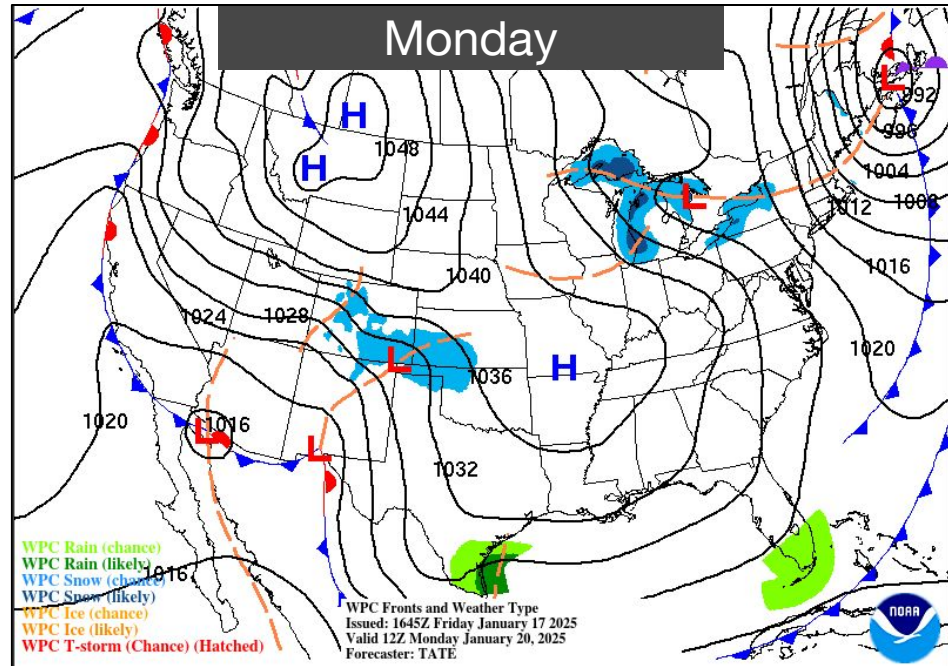 Monday
L
992
H
996
1048
H
1004
L
1012
1008
1044
1016
1040
1024
1028
1020
L
1036
H
1020
1016
L
L
1032
1016
WPC Rain (chance)
WPC Rain (likely)
WPC Snow (chance)
WPC Snow (likely)
WPC Ice (chance)
WPC Ice (likely)
WPC T-storm (Chance) (Hatched)
WPC Fronts and Weather Type
Issued: 1645Z Friday January 17 2025
Valid 12Z Monday January 20, 2025
Forecaster: TATE
NOAA